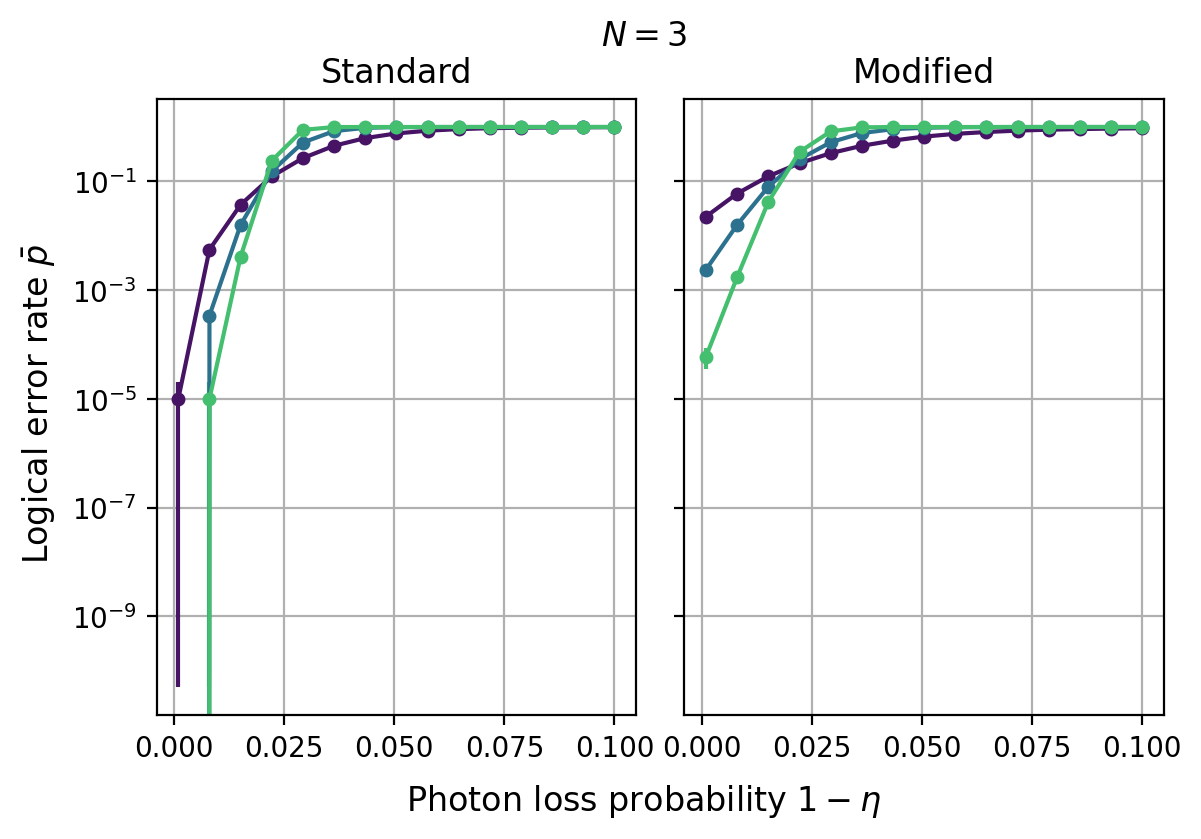 N = 3
Standard
Modified
Logical error rate p̄
10⁻¹
10⁻³
10⁻⁵
10⁻⁷
10⁻⁹
0.000 0.025 0.050 0.075 0.100 0.000 0.025 0.050 0.075 0.100
Photon loss probability 1 − η